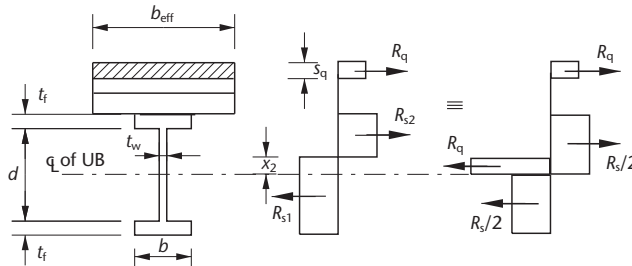 b_eff
s_q
R_q
R_q
t_f
R_s2
≡
t_w
x_2
R_q
R_s/2
℄ of UB
d
R_s1
R_s/2
t_f
b